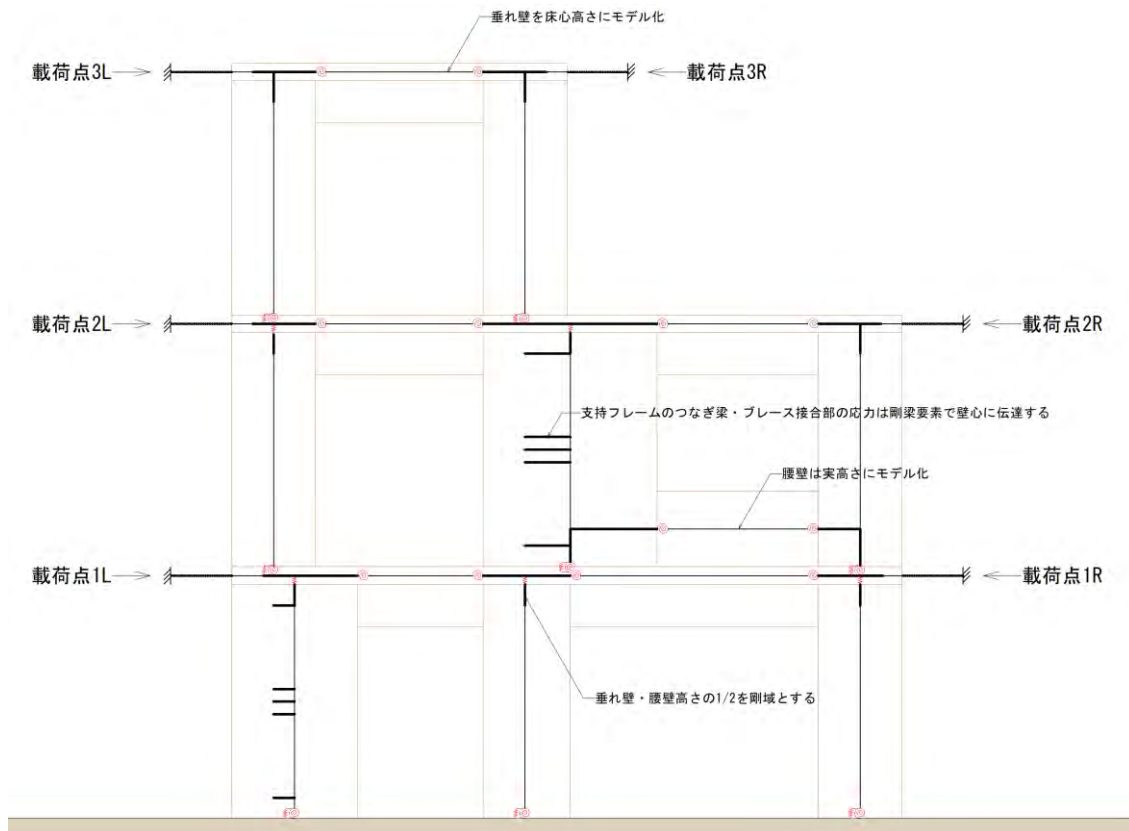 垂れ壁を床心高さにモデル化
載荷点3L
載荷点3R
載荷点2L
載荷点2R
支持フレームのつなぎ梁・ブレース接合部の応力は剛梁要素で壁心に伝達する
腰壁は実高さにモデル化
載荷点1L
載荷点1R
垂れ壁・腰壁高さの1/2を剛域とする